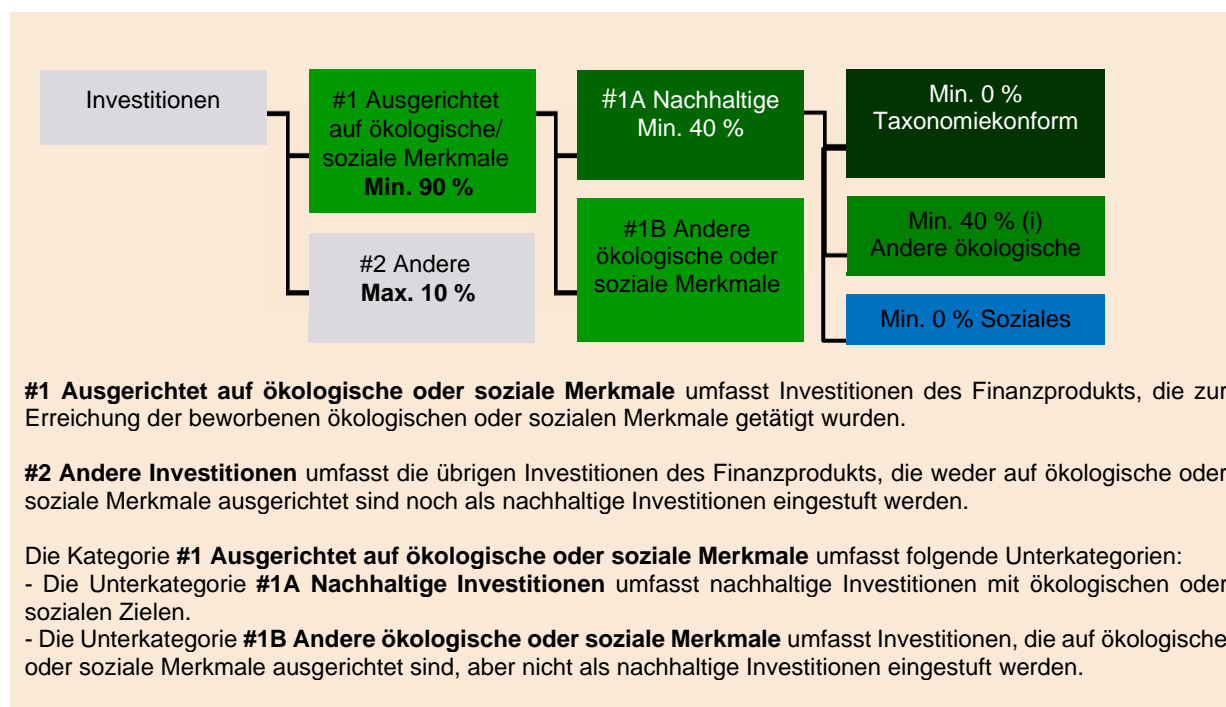 Investitionen
#1 Ausgerichtet
auf ökologische/
soziale Merkmale
Min. 90 %
#2 Andere
Max. 10 %
#1A Nachhaltige
Min. 40 %
#1B Andere
ökologische oder
soziale Merkmale
Min. 0 %
Taxonomiekonform
Min. 40 % (i)
Andere ökologische
Min. 0 % Soziales
#1 Ausgerichtet auf ökologische oder soziale Merkmale umfasst Investitionen des Finanzprodukts, die zur
Erreichung der beworbenen ökologischen oder sozialen Merkmale getätigt wurden.
#2 Andere Investitionen umfasst die übrigen Investitionen des Finanzprodukts, die weder auf ökologische oder
soziale Merkmale ausgerichtet sind noch als nachhaltige Investitionen eingestuft werden.
Die Kategorie #1 Ausgerichtet auf ökologische oder soziale Merkmale umfasst folgende Unterkategorien:
- Die Unterkategorie #1A Nachhaltige Investitionen umfasst nachhaltige Investitionen mit ökologischen oder
sozialen Zielen.
- Die Unterkategorie #1B Andere ökologische oder soziale Merkmale umfasst Investitionen, die auf ökologische
oder soziale Merkmale ausgerichtet sind, aber nicht als nachhaltige Investitionen eingestuft werden.